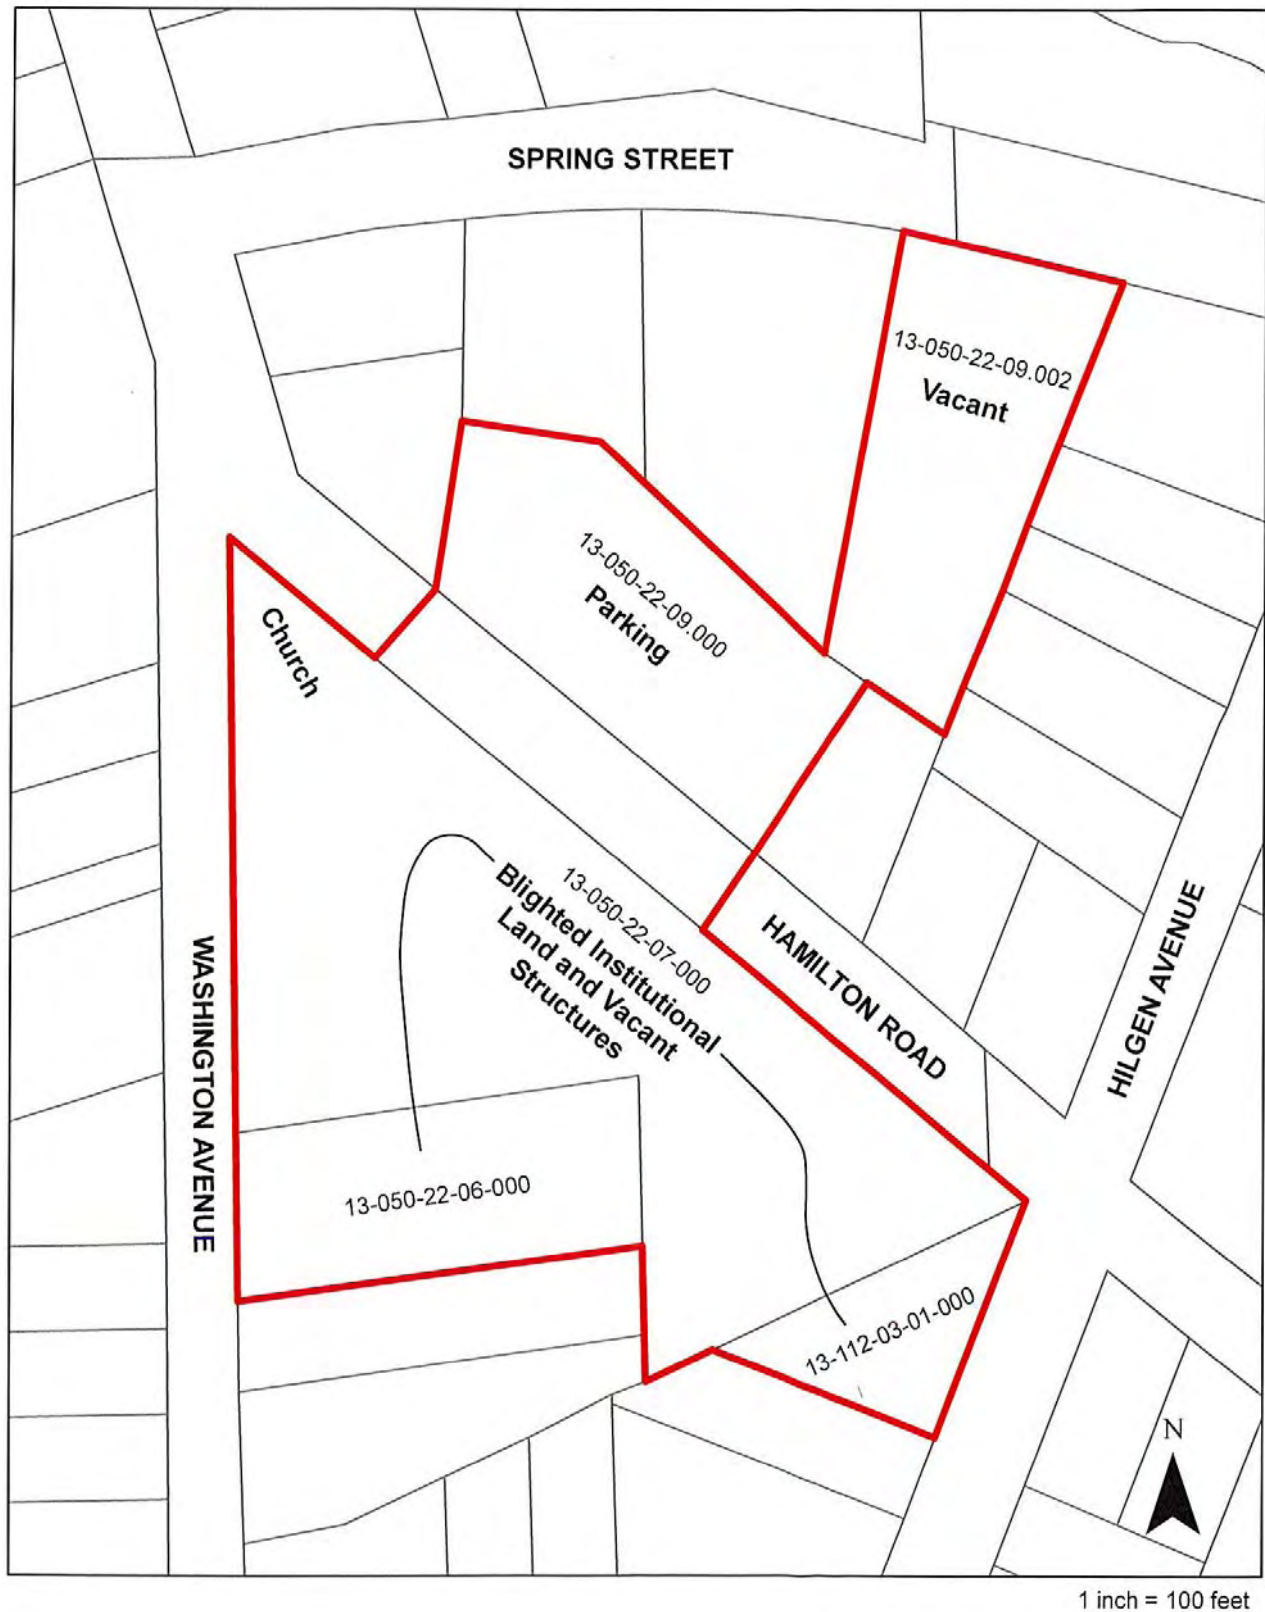 SPRING STREET
13-050-22-09.002
Vacant
13-050-22-09.000
Parking
Church
13-050-22-07-000
Blighted Institutional
Land and Vacant
Structures
HAMILTON ROAD
HILGEN AVENUE
WASHINGTON AVENUE
13-050-22-06-000
13-112-03-01-000
N
1 inch = 100 feet